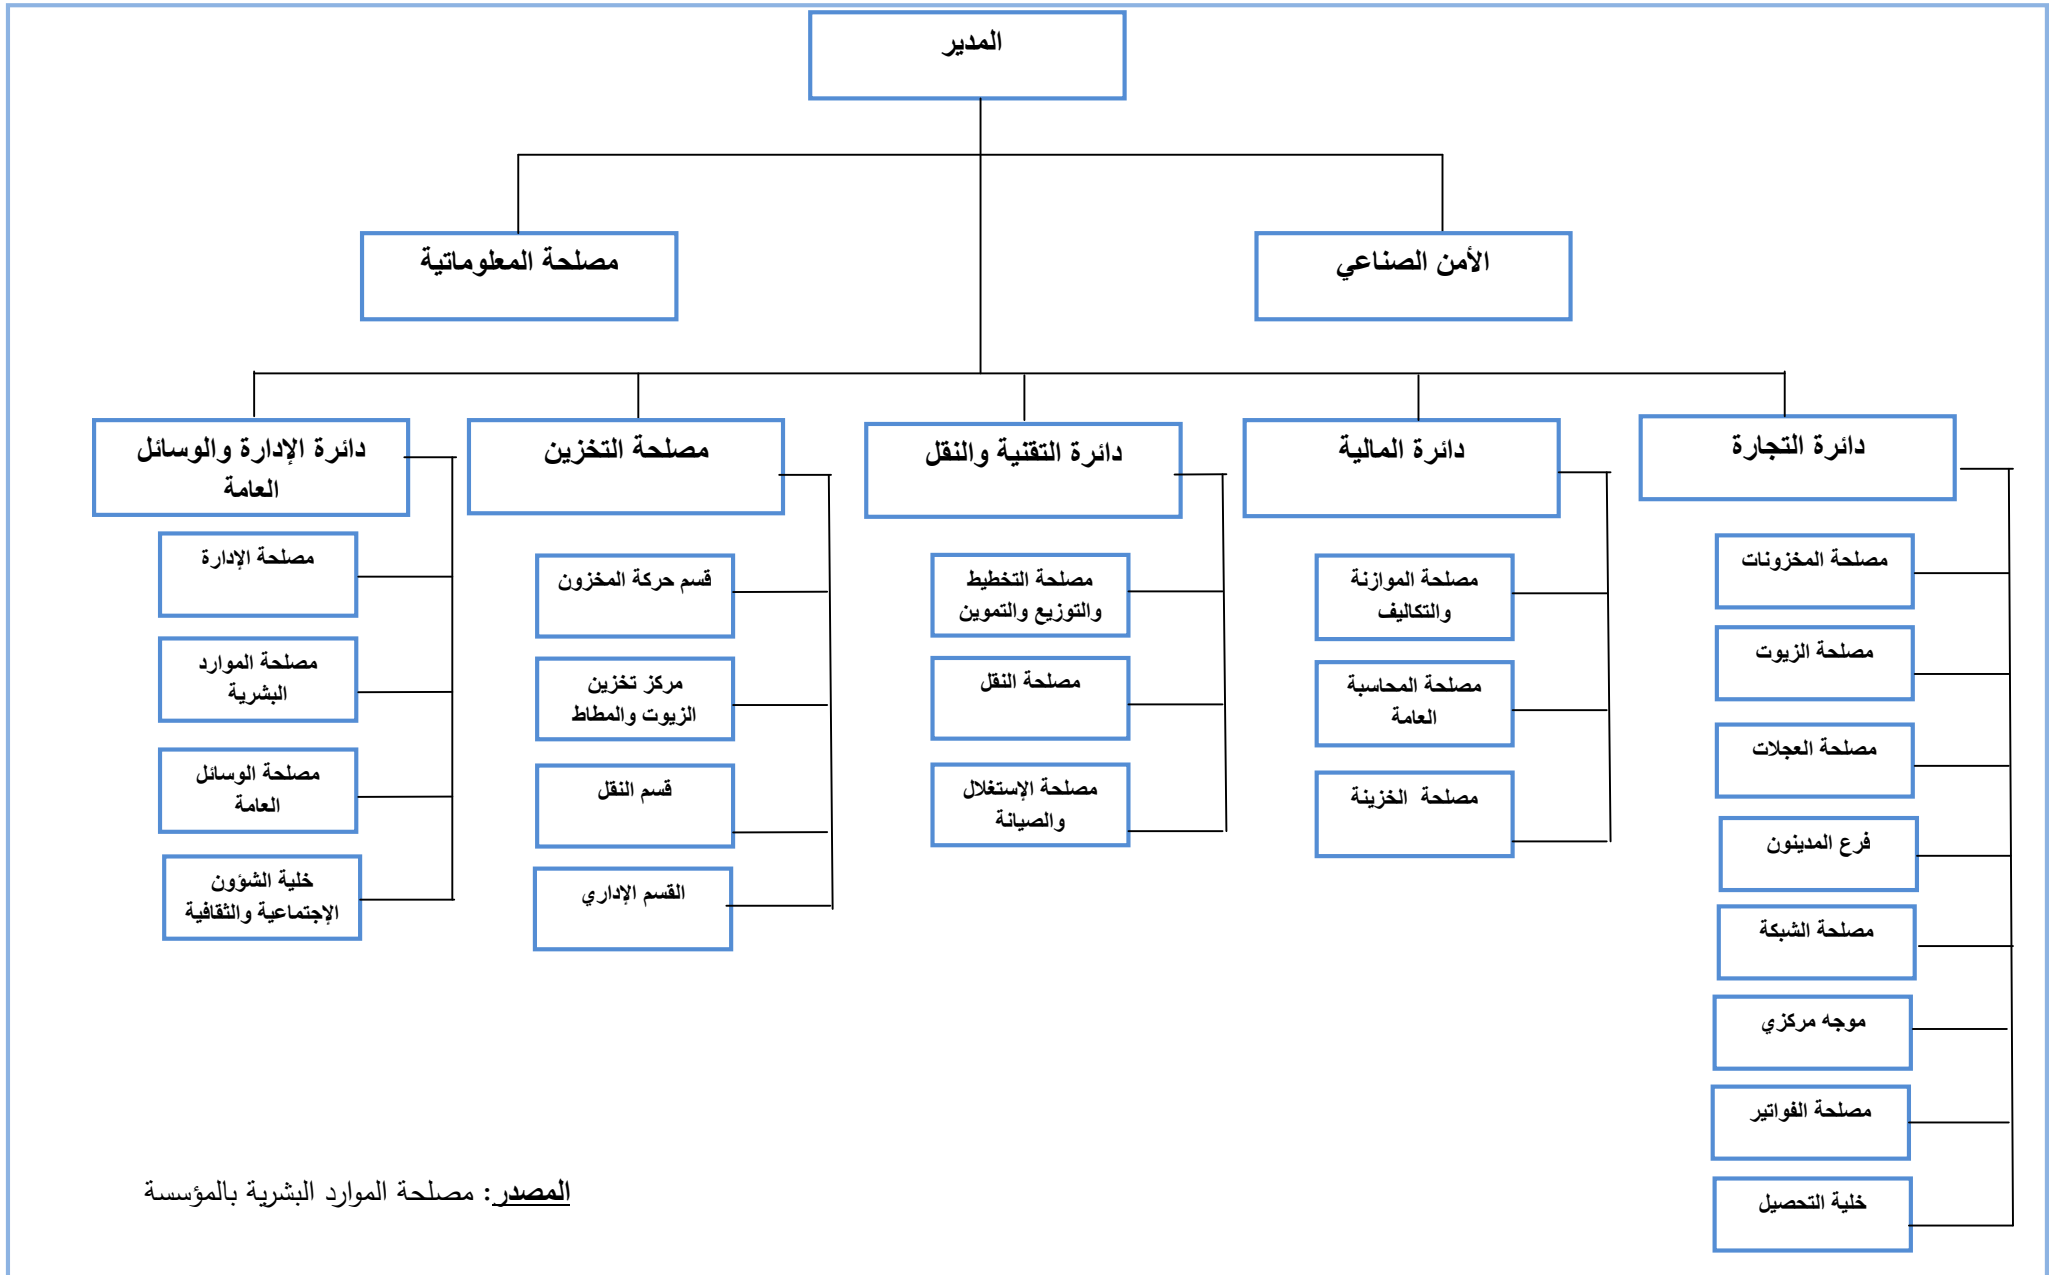 المدير
الأمن الصناعي
مصلحة المعلوماتية
دائرة التجارة
مصلحة المخزونات
مصلحة الزيوت
مصلحة العجلات
فرع المدينون
مصلحة الشبكة
موجه مركزي
مصلحة الفواتير
خلية التحصيل
دائرة المالية
مصلحة الموازنة
والتكاليف
مصلحة المحاسبة
العامة
مصلحة الخزينة
دائرة التقنية والنقل
مصلحة التخطيط
والتوزيع والتموين
مصلحة النقل
مصلحة الإستغلال
والصيانة
مصلحة التخزين
قسم حركة المخزون
مركز تخزين
الزيوت والمطاط
قسم النقل
القسم الإداري
دائرة الإدارة والوسائل
العامة
مصلحة الإدارة
مصلحة الموارد
البشرية
مصلحة الوسائل
العامة
خلية الشؤون
الإجتماعية والثقافية
المصدر: مصلحة الموارد البشرية بالمؤسسة